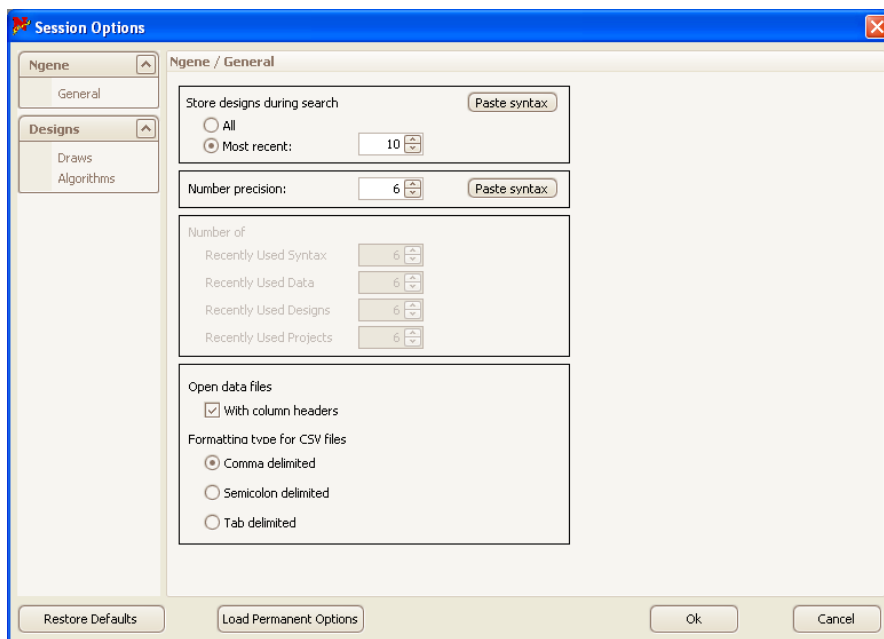 Session Options
Ngene
General
Designs
Draws
Algorithms
Ngene / General
Store designs during search Paste syntax
All
Most recent: 10
Number precision: 6 Paste syntax
Number of
Recently Used Syntax 6
Recently Used Data 6
Recently Used Designs 6
Recently Used Projects 6
Open data files
With column headers
Formatting type for CSV files
Comma delimited
Semicolon delimited
Tab delimited
Restore Defaults Load Permanent Options Ok Cancel